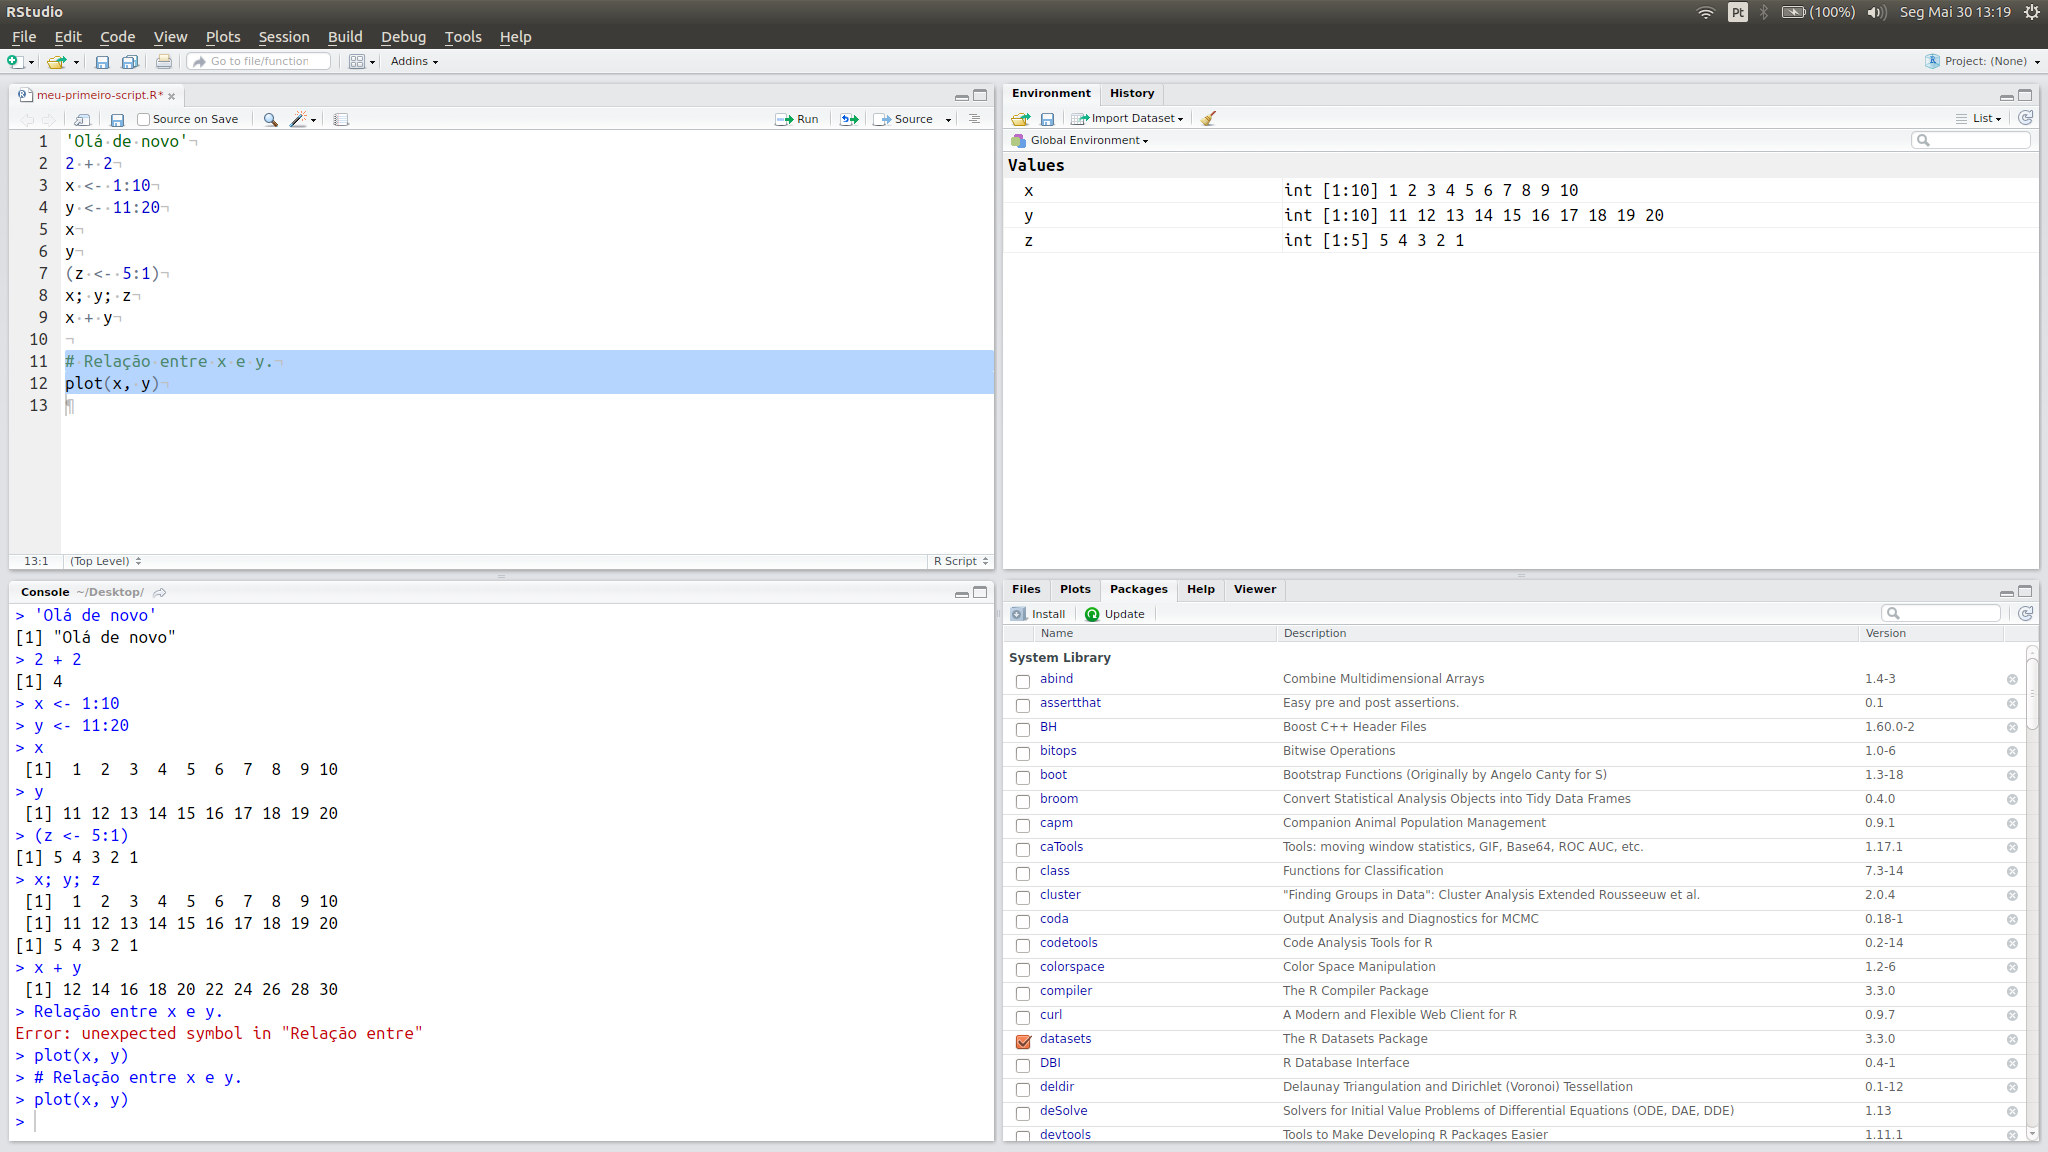 RStudio
Pt (100%) Seg Mai 30 13:19
File Edit Code View Plots Session Build Debug Tools Help
Go to file/function Addins Project: (None)
meu-primeiro-script.R*
Source on Save Run Source
1 'Olá de novo'
2 2 + 2
3 x <- 1:10
4 y <- 11:20
5 x
6 y
7 (z <- 5:1)
8 x; y; z
9 x + y
10
11 # Relação entre x e y.
12 plot(x, y)
13
13:1 (Top Level) R Script
Console ~/Desktop/
> 'Olá de novo'
[1] "Olá de novo"
> 2 + 2
[1] 4
> x <- 1:10
> y <- 11:20
> x
[1] 1 2 3 4 5 6 7 8 9 10
> y
[1] 11 12 13 14 15 16 17 18 19 20
> (z <- 5:1)
[1] 5 4 3 2 1
> x; y; z
[1] 1 2 3 4 5 6 7 8 9 10
[1] 11 12 13 14 15 16 17 18 19 20
[1] 5 4 3 2 1
> x + y
[1] 12 14 16 18 20 22 24 26 28 30
> Relação entre x e y.
Error: unexpected symbol in "Relação entre"
> plot(x, y)
> # Relação entre x e y.
> plot(x, y)
>
Environment History
Import Dataset List
Global Environment
Values
x int [1:10] 1 2 3 4 5 6 7 8 9 10
y int [1:10] 11 12 13 14 15 16 17 18 19 20
z int [1:5] 5 4 3 2 1
Files Plots Packages Help Viewer
Install Update
Name Description Version
System Library
abind Combine Multidimensional Arrays 1.4-3
assertthat Easy pre and post assertions. 0.1
BH Boost C++ Header Files 1.60.0-2
bitops Bitwise Operations 1.0-6
boot Bootstrap Functions (Originally by Angelo Canty for S) 1.3-18
broom Convert Statistical Analysis Objects into Tidy Data Frames 0.4.0
capm Companion Animal Population Management 0.9.1
caTools Tools: moving window statistics, GIF, Base64, ROC AUC, etc. 1.17.1
class Functions for Classification 7.3-14
cluster "Finding Groups in Data": Cluster Analysis Extended Rousseeuw et al. 2.0.4
coda Output Analysis and Diagnostics for MCMC 0.18-1
codetools Code Analysis Tools for R 0.2-14
colorspace Color Space Manipulation 1.2-6
compiler The R Compiler Package 3.3.0
curl A Modern and Flexible Web Client for R 0.9.7
datasets The R Datasets Package 3.3.0
DBI R Database Interface 0.4-1
deldir Delaunay Triangulation and Dirichlet (Voronoi) Tessellation 0.1-12
deSolve Solvers for Initial Value Problems of Differential Equations (ODE, DAE, DDE) 1.13
devtools Tools to Make Developing R Packages Easier 1.11.1